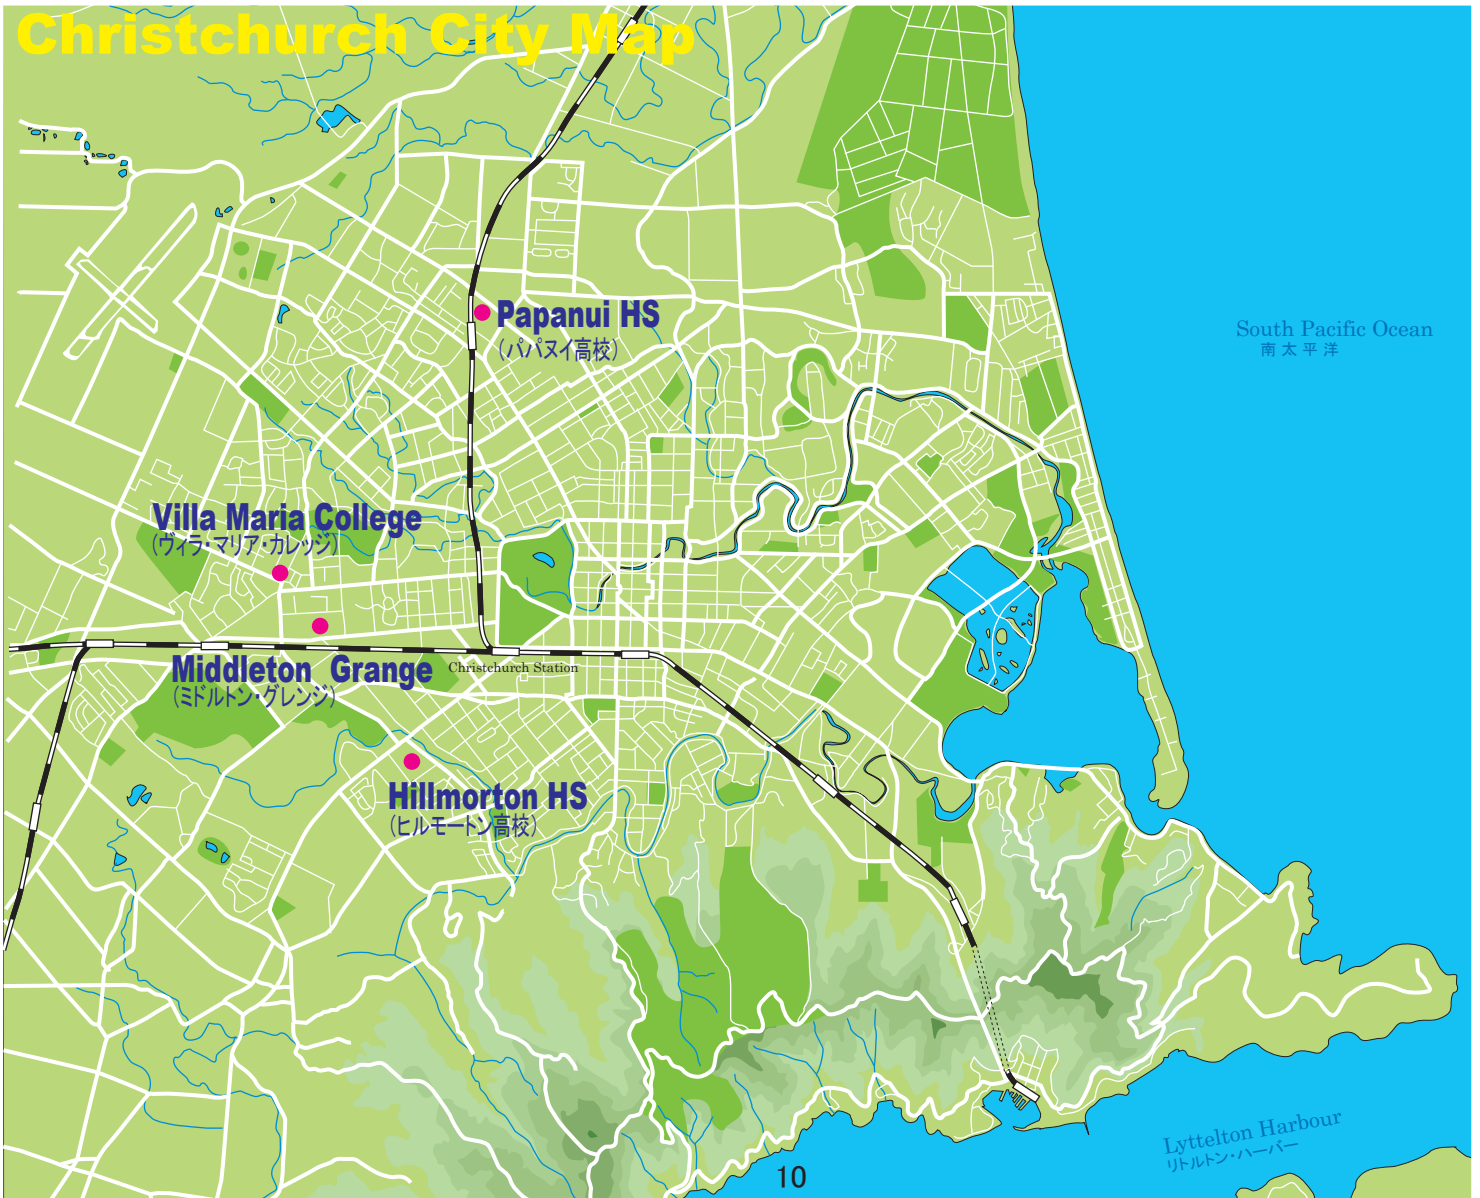 Christchurch City Map
Papanui HS
(パパヌイ高校)
South Pacific Ocean
南太平洋
Villa Maria College
(ヴィラ・マリア・カレッジ)
Middleton Grange
(ミドルトン・グレンジ)
Christchurch Station
Hillmorton HS
(ヒルモートン高校)
Lyttelton Harbour
リトルトン・ハーバー
10